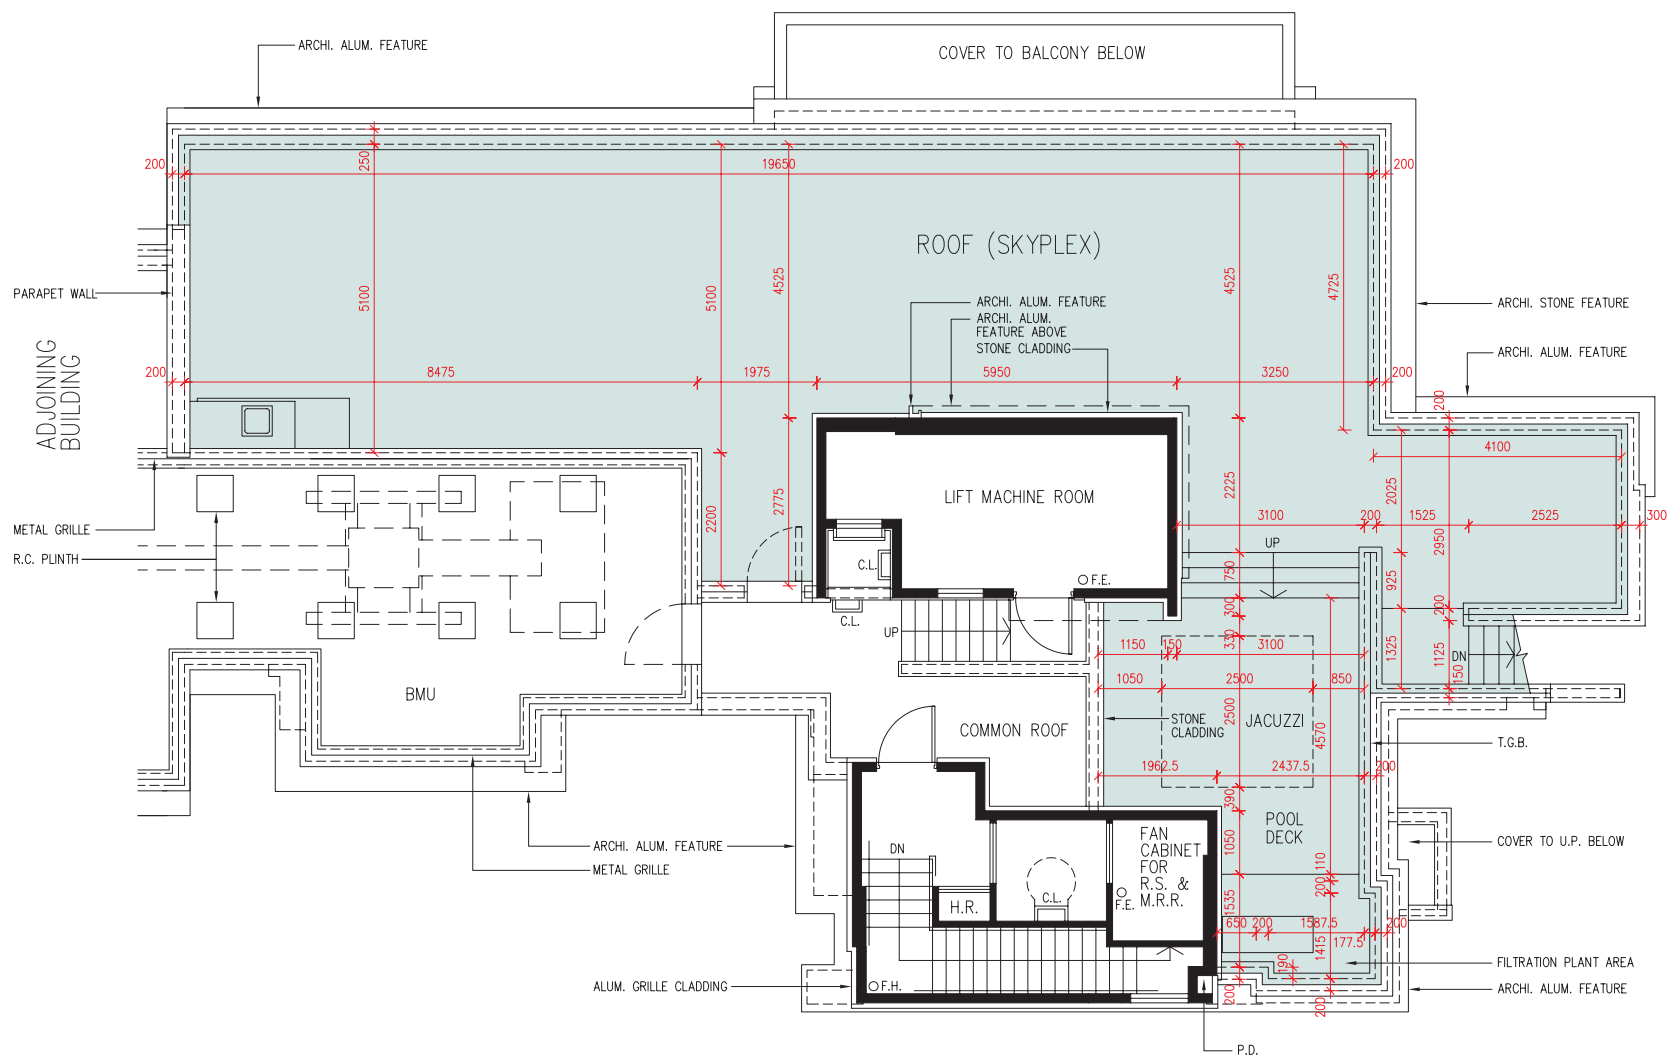 COVER TO BALCONY BELOW
ARCHI. ALUM. FEATURE
200
250
19650
200
ROOF (SKYPLEX)
PARAPET WALL
5100
5100
4525
4525
4725
ARCHI. ALUM. FEATURE
ARCHI. ALUM.
FEATURE ABOVE
STONE CLADDING
ARCHI. STONE FEATURE
ARCHI. ALUM. FEATURE
ADJOINING
BUILDING
200
8475
1975
5950
3250
200
200
4100
METAL GRILLE
R.C. PLINTH
2200
2775
LIFT MACHINE ROOM
2225
2025
3100
200
1525
2525
300
2950
UP
C.L.
F.E.
750
925
C.L.
UP
300
200
330
1150
150
3100
1325
1125
DN
150
BMU
1050
2500
850
COMMON ROOF
STONE
CLADDING
2500
JACUZZI
4570
T.G.B.
1962.5
2437.5
200
390
POOL
DECK
ARCHI. ALUM. FEATURE
METAL GRILLE
DN
FAN
CABINET
FOR
R.S. &
M.R.R.
1050
110
200
COVER TO U.P. BELOW
H.R.
C.L.
F.E.
1535
650
200
1587.5
200
177.5
1415
190
FILTRATION PLANT AREA
ALUM. GRILLE CLADDING
F.H.
200
200
ARCHI. ALUM. FEATURE
P.D.